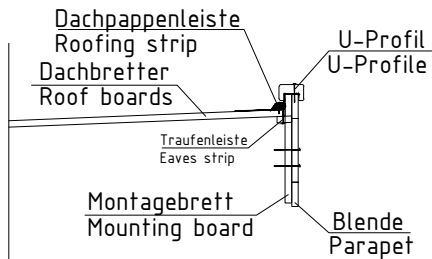 Dachpappenleiste
Roofing strip
U-Profil
U-Profile
Dachbretter
Roof boards
Traufenleiste
Eaves strip
Montagebrett
Mounting board
Blende
Parapet